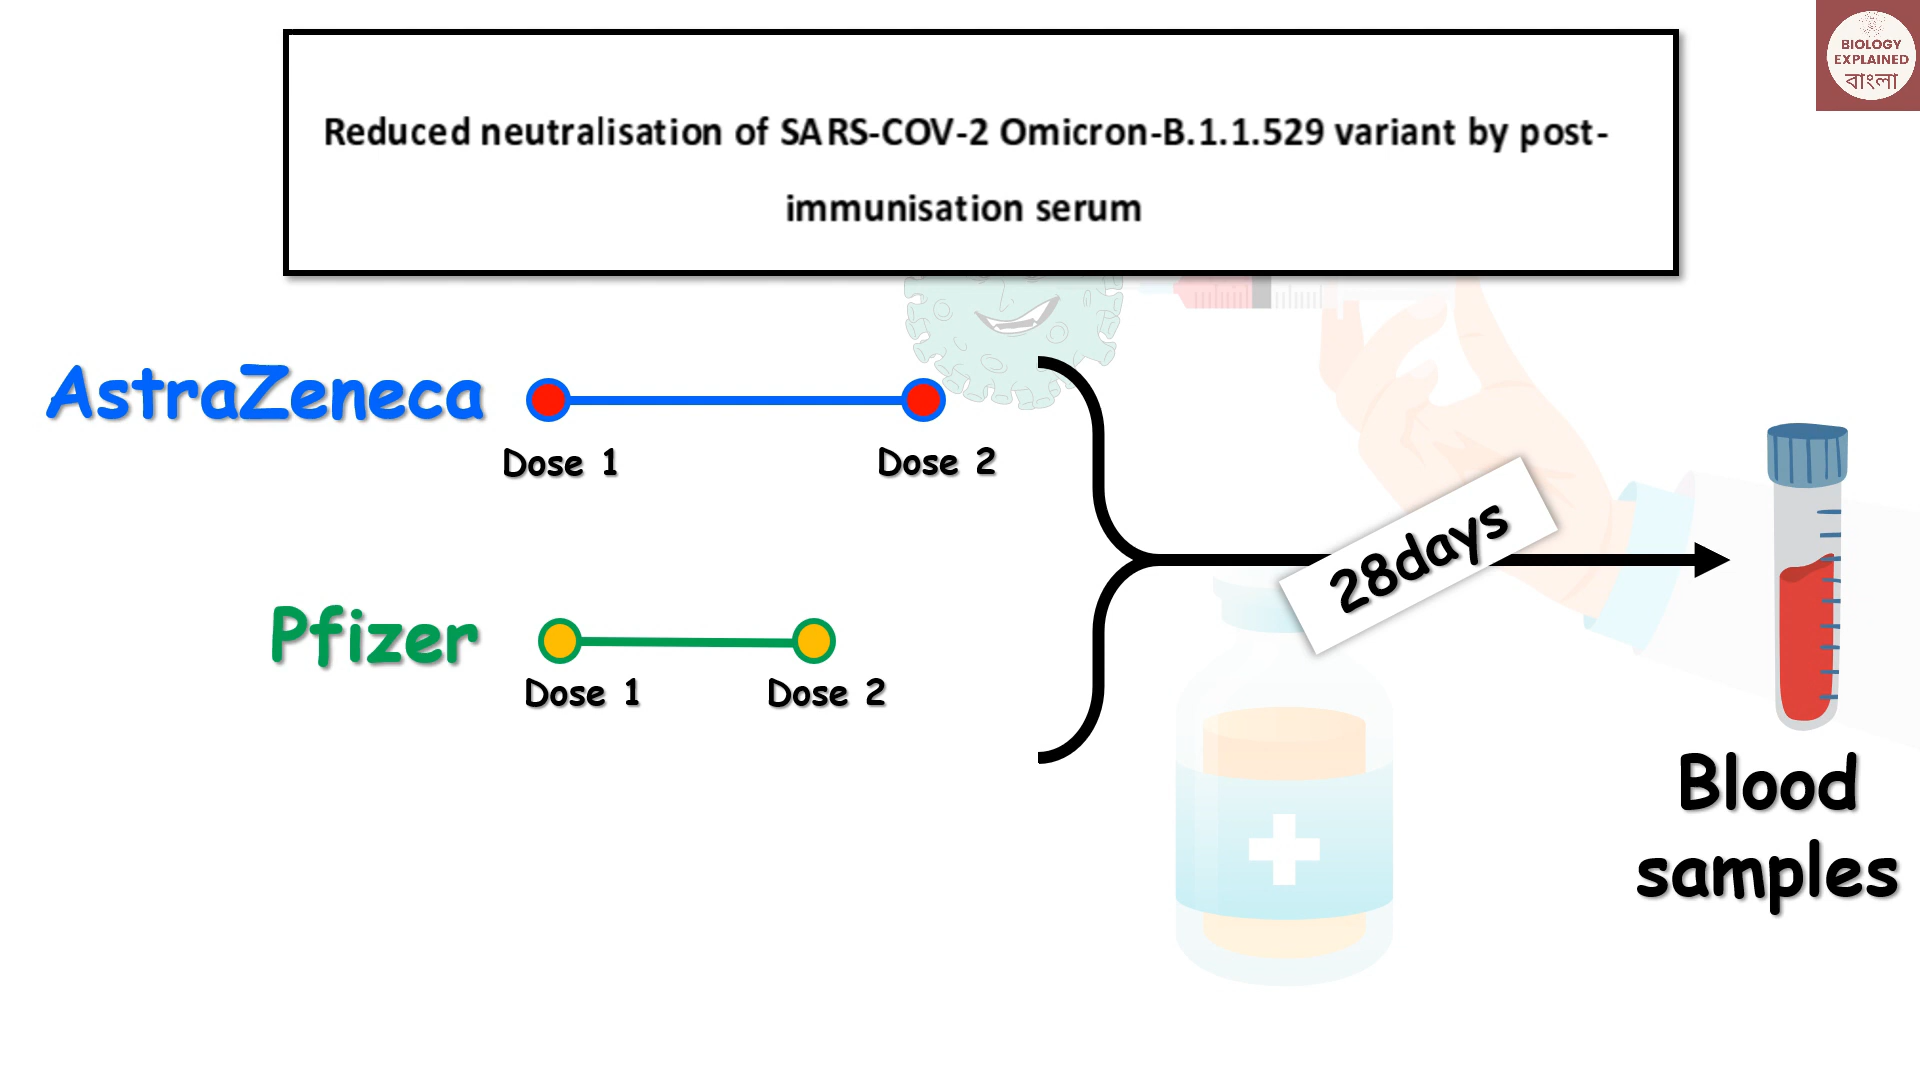 BIOLOGY
EXPLAINED
বাংলা
Reduced neutralisation of SARS-COV-2 Omicron-B.1.1.529 variant by post-
immunisation serum
AstraZeneca
Dose 1
Dose 2
Pfizer
Dose 1
Dose 2
28days
Blood
samples